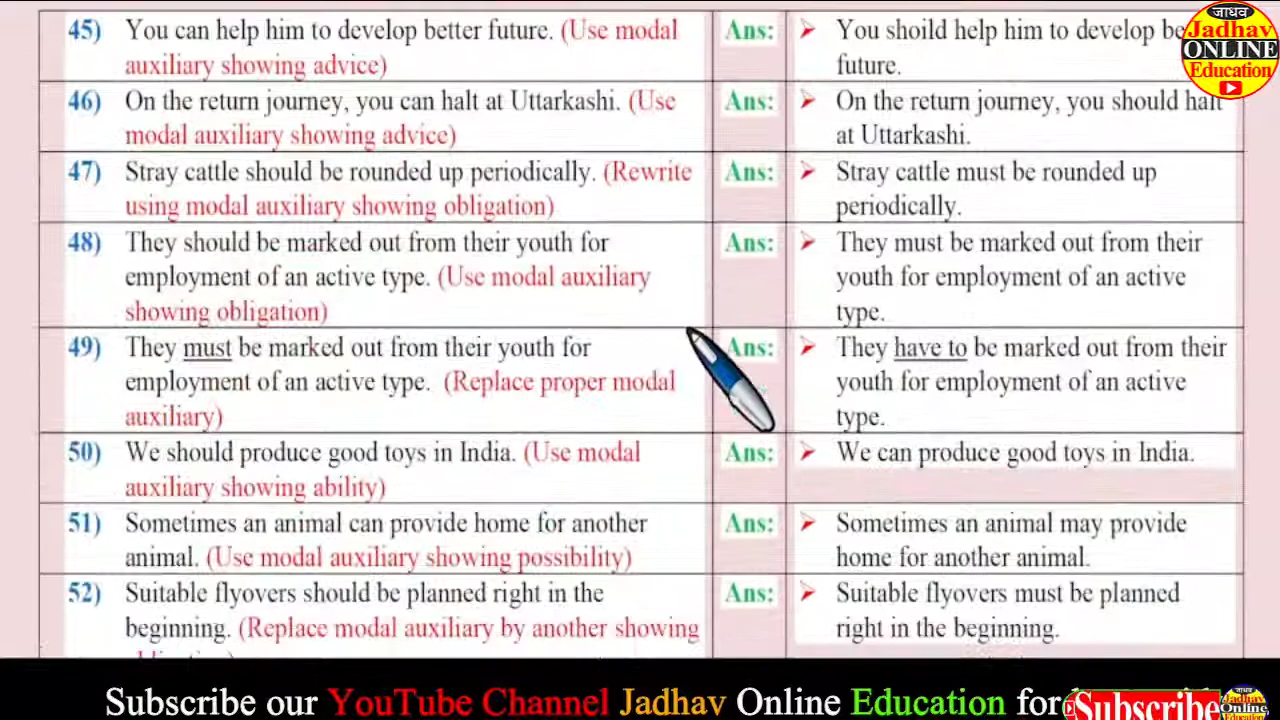 45) You can help him to develop better future. (Use modal auxiliary showing advice) Ans: ➢ You shoild help him to develop be
future.
46) On the return journey, you can halt at Uttarkashi. (Use modal auxiliary showing advice) Ans: ➢ On the return journey, you should halt
at Uttarkashi.
47) Stray cattle should be rounded up periodically. (Rewrite
using modal auxiliary showing obligation)
Ans: ➢ Stray cattle must be rounded up
periodically.
48) They should be marked out from their youth for
employment of an active type. (Use modal auxiliary
showing obligation)
Ans: ➢ They must be marked out from their
youth for employment of an active
type.
49) They must be marked out from their youth for
employment of an active type. (Replace proper modal
auxiliary)
Ans: ➢ They have to be marked out from their
youth for employment of an active
type.
50) We should produce good toys in India. (Use modal
auxiliary showing ability)
Ans: ➢ We can produce good toys in India.
51) Sometimes an animal can provide home for another
animal. (Use modal auxiliary showing possibility)
Ans: ➢ Sometimes an animal may provide
home for another animal.
52) Suitable flyovers should be planned right in the
beginning. (Replace modal auxiliary by another showing
Ans: ➢ Suitable flyovers must be planned
right in the beginning.
जाधव
Jadhav
ONLINE
Education
Subscribe our YouTube Channel Jadhav Online Education for
Subscribe
जाधव
Jadhav
ONLINE
Education